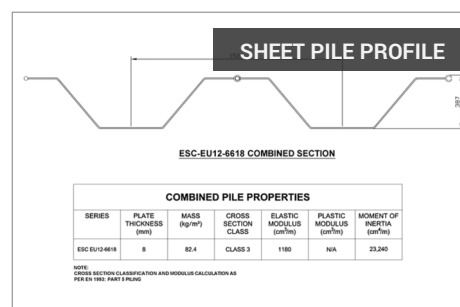 SHEET PILE PROFILE
387
ESC-EU12-6618 COMBINED SECTION
COMBINED PILE PROPERTIES
SERIES PLATE THICKNESS (mm) MASS (kg/m²) CROSS SECTION CLASS ELASTIC MODULUS (cm³/m) PLASTIC MODULUS (cm³/m) MOMENT OF INERTIA (cm⁴/m)
ESC EU12-6618 8 82.4 CLASS 3 1180 N/A 23,240
NOTE:
CROSS SECTION CLASSIFICATION AND MODULUS CALCULATION AS
PER EN 1993: PART 5 PILING